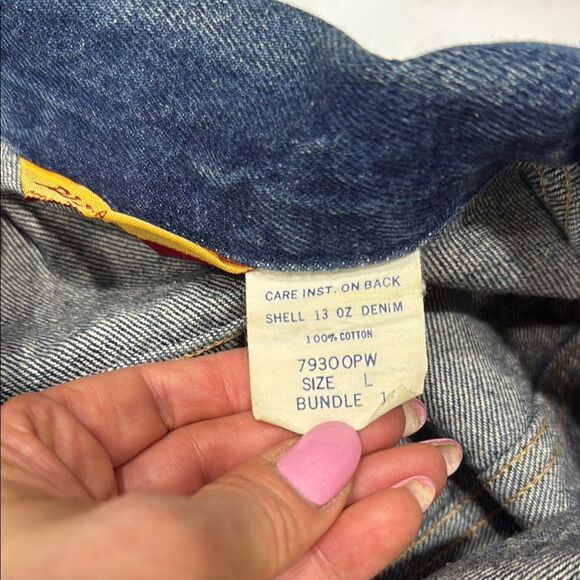 CARE INST. ON BACK
SHELL 13 OZ DENIM
100% COTTON
79300PW
SIZE L
BUNDLE 1